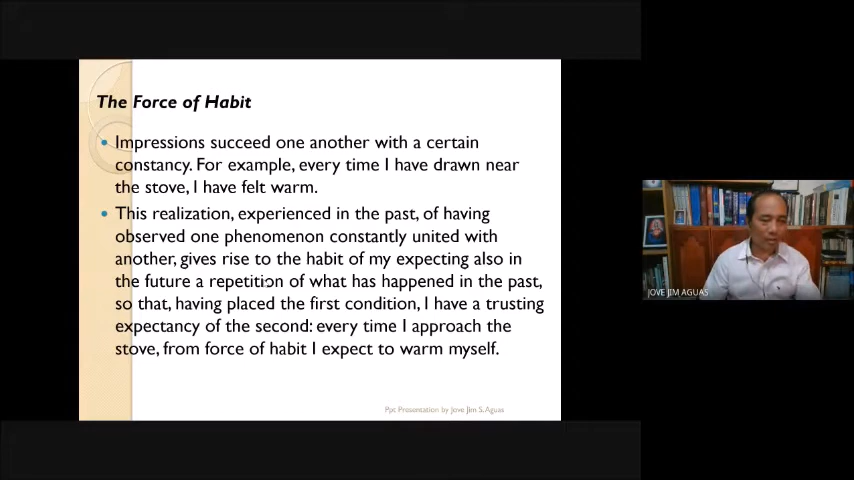 The Force of Habit
Impressions succeed one another with a certain
constancy. For example, every time I have drawn near
the stove, I have felt warm.
This realization, experienced in the past, of having
observed one phenomenon constantly united with
another, gives rise to the habit of my expecting also in
the future a repetition of what has happened in the past,
so that, having placed the first condition, I have a trusting
expectancy of the second: every time I approach the
stove, from force of habit I expect to warm myself.
Ppt Presentation by Jove Jim S. Aguas
JOVE JIM AGUAS